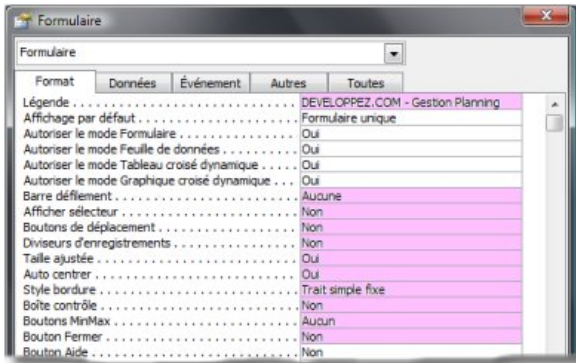 Formulaire
Formulaire
Format Données Événement Autres Toutes
Légende . . . . . . . . . . . . . . . . . . . . . . . . . . . . . DEVELOPPEZ.COM - Gestion Planning
Affichage par défaut . . . . . . . . . . . . . . . . . . . . Formulaire unique
Autoriser le mode Formulaire . . . . . . . . . . . . . . Oui
Autoriser le mode Feuille de données . . . . . . . . . Oui
Autoriser le mode Tableau croisé dynamique . . . . . Oui
Autoriser le mode Graphique croisé dynamique . . . Oui
Barre défilement . . . . . . . . . . . . . . . . . . . . . . . Aucune
Afficher sélecteur . . . . . . . . . . . . . . . . . . . . . . Non
Boutons de déplacement . . . . . . . . . . . . . . . . . . Non
Diviseurs d'enregistrements . . . . . . . . . . . . . . . Non
Taille ajustée . . . . . . . . . . . . . . . . . . . . . . . . . Oui
Auto centrer . . . . . . . . . . . . . . . . . . . . . . . . . . Oui
Style bordure . . . . . . . . . . . . . . . . . . . . . . . . . Trait simple fixe
Boîte contrôle . . . . . . . . . . . . . . . . . . . . . . . . . Non
Boutons MinMax . . . . . . . . . . . . . . . . . . . . . . . . Aucun
Bouton Fermer . . . . . . . . . . . . . . . . . . . . . . . . . Non
Bouton Aide . . . . . . . . . . . . . . . . . . . . . . . . . . Non